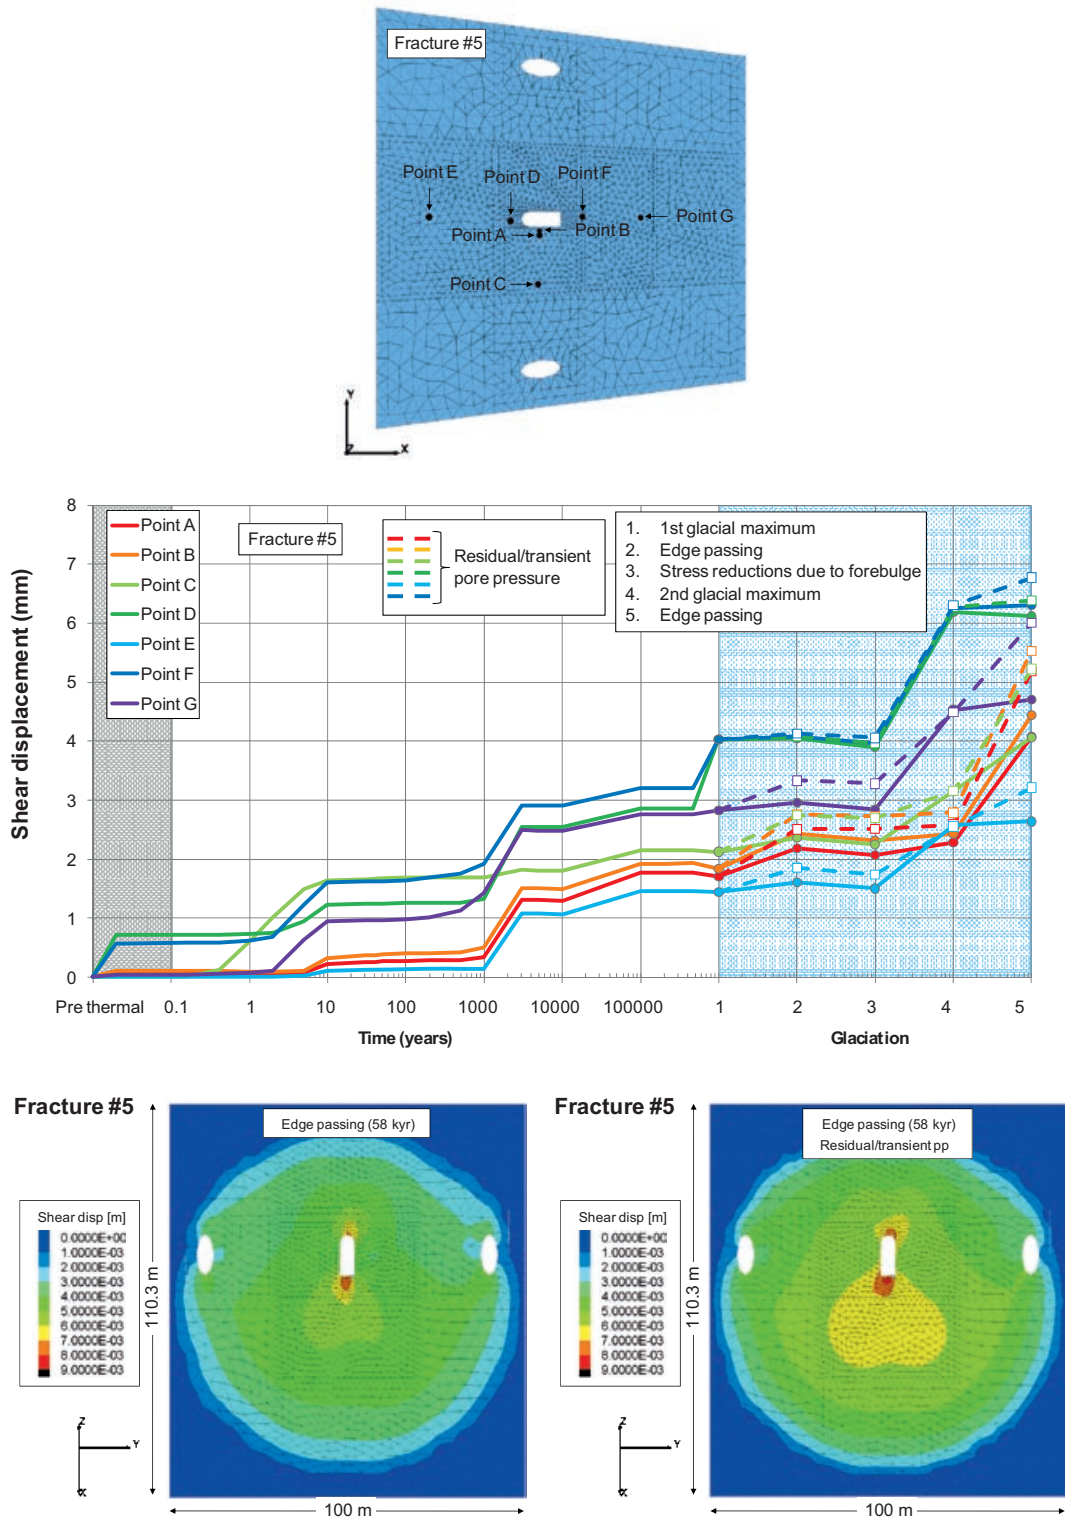 Fracture #5
Point E
Point D
Point F
Point G
Point A
Point B
Point C
Y
Z
X
8
7
6
5
4
3
2
1
0
Shear displacement (mm)
Point A
Point B
Point C
Point D
Point E
Point F
Point G
Fracture #5
Residual/transient
pore pressure
1. 1st glacial maximum
2. Edge passing
3. Stress reductions due to forebulge
4. 2nd glacial maximum
5. Edge passing
Pre thermal 0.1 1 10 100 1000 10000 100000 1 2 3 4 5
Time (years)
Glaciation
Fracture #5
Edge passing (58 kyr)
Shear disp [m]
0.0000E+00
1.0000E-03
2.0000E-03
3.0000E-03
4.0000E-03
5.0000E-03
6.0000E-03
7.0000E-03
8.0000E-03
9.0000E-03
110.3 m
Z
Y
X
100 m
Fracture #5
Edge passing (58 kyr)
Residual/transient pp
Shear disp [m]
0.0000E+00
1.0000E-03
2.0000E-03
3.0000E-03
4.0000E-03
5.0000E-03
6.0000E-03
7.0000E-03
8.0000E-03
9.0000E-03
110.3 m
Z
Y
X
100 m